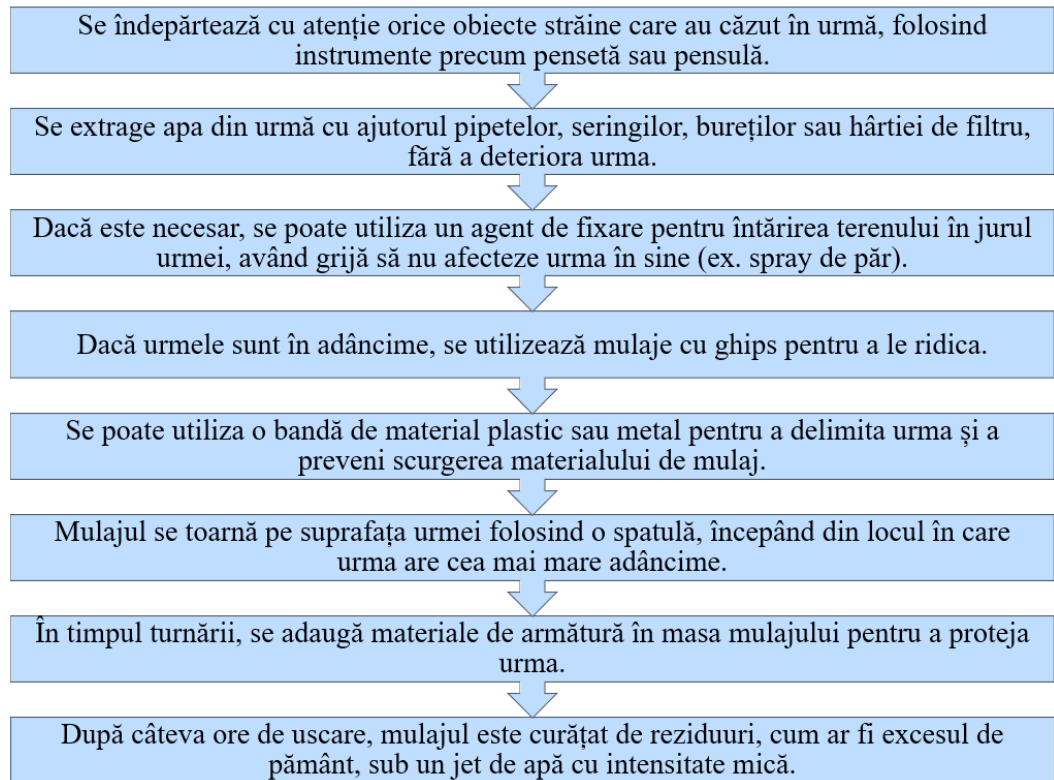 Se îndepărtează cu atenție orice obiecte străine care au căzut în urmă, folosind
instrumente precum pensetă sau pensulă.
Se extrage apa din urmă cu ajutorul pipetelor, seringilor, bureților sau hârtiei de filtru,
fără a deteriora urma.
Dacă este necesar, se poate utiliza un agent de fixare pentru întărirea terenului în jurul
urmei, având grijă să nu afecteze urma în sine (ex. spray de păr).
Dacă urmele sunt în adâncime, se utilizează mulaje cu ghips pentru a le ridica.
Se poate utiliza o bandă de material plastic sau metal pentru a delimita urma și a
preveni scurgerea materialului de mulaj.
Mulajul se toarnă pe suprafața urmei folosind o spatulă, începând din locul în care
urma are cea mai mare adâncime.
În timpul turnării, se adaugă materiale de armătură în masa mulajului pentru a proteja
urma.
După câteva ore de uscare, mulajul este curățat de reziduuri, cum ar fi excesul de
pământ, sub un jet de apă cu intensitate mică.